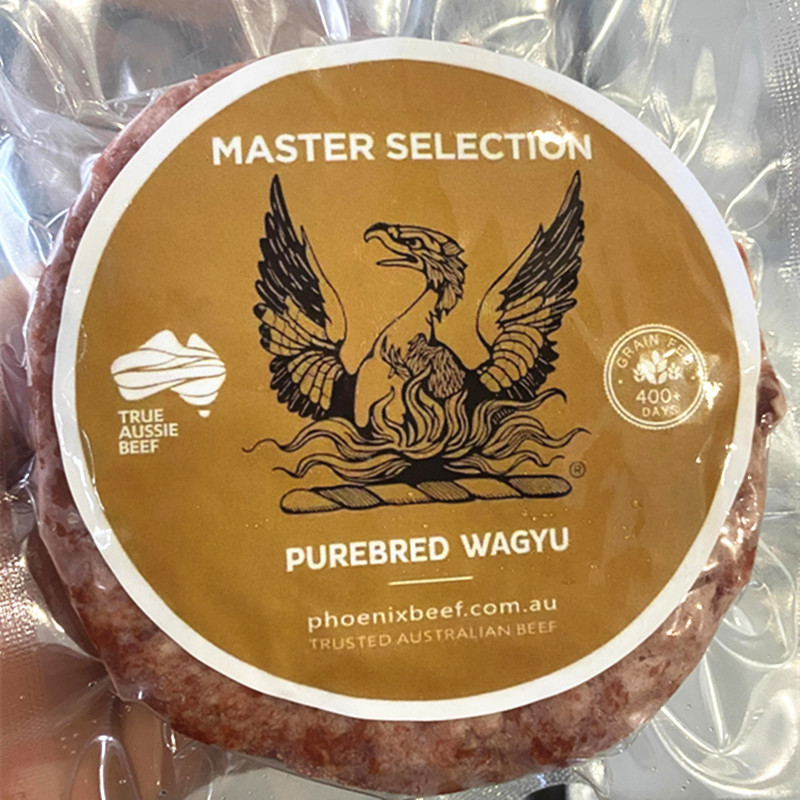 MASTER SELECTION
TRUE
AUSSIE
BEEF
GRAIN FED
400+
DAYS
®
PUREBRED WAGYU
phoenixbeef.com.au
TRUSTED AUSTRALIAN BEEF